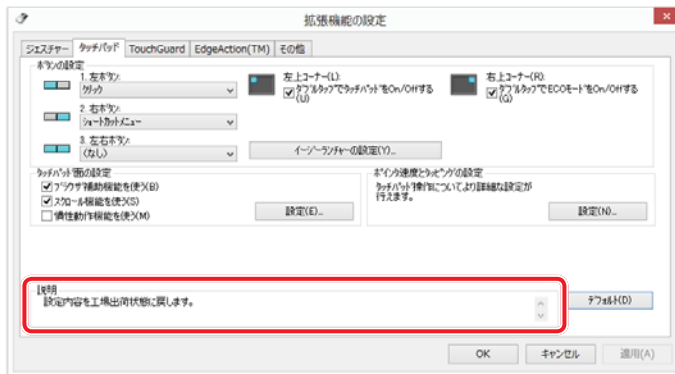 拡張機能の設定
ジェスチャー タッチパッド TouchGuard EdgeAction(TM) その他
ボタンの設定
1. 左ボタン:
クリック
2. 右ボタン:
ショートカットメニュー
3. 左右ボタン:
(なし)
左上コーナー(L):
ダブルタップでタッチパッドをOn/Offする(U)
右上コーナー(R):
ダブルタップでECOモードをOn/Offする(G)
イージーランチャーの設定(Y)...
タッチパッド面の設定
ブラウザ補助機能を使う(B)
スクロール機能を使う(S)
慣性動作機能を使う(M)
設定(E)...
ポインタ速度とタッピングの設定
タッチパッド操作についてより詳細な設定が
行えます。
設定(N)...
説明
設定内容を工場出荷状態に戻します。
デフォルト(D)
OK キャンセル 適用(A)